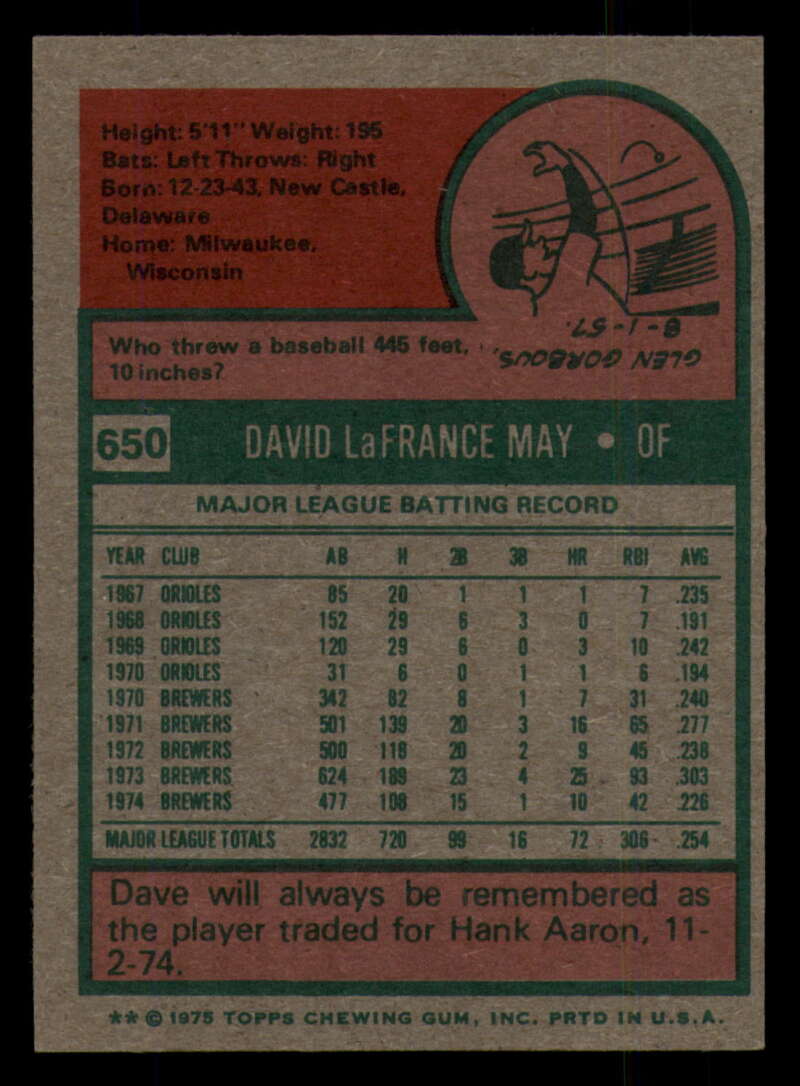 Height: 5'11" Weight: 195
Bats: Left Throws: Right
Born: 12-23-43, New Castle,
Delaware
Home: Milwaukee,
Wisconsin
Who threw a baseball 445 feet,
10 inches?
GLEN GORBOUS,
8-1-57.
650 DAVID LaFRANCE MAY • OF
MAJOR LEAGUE BATTING RECORD
YEAR CLUB AB H 2B 3B HR RBI AVG
1967 ORIOLES 85 20 1 1 1 7 .235
1968 ORIOLES 152 29 6 3 0 7 .191
1969 ORIOLES 120 29 6 0 3 10 .242
1970 ORIOLES 31 6 0 1 1 6 .194
1970 BREWERS 342 82 8 1 7 31 .240
1971 BREWERS 501 139 20 3 16 65 .277
1972 BREWERS 500 118 20 2 9 45 .238
1973 BREWERS 624 189 23 4 25 93 .303
1974 BREWERS 477 108 15 1 10 42 .226
MAJOR LEAGUE TOTALS 2832 720 99 16 72 306 .254
Dave will always be remembered as
the player traded for Hank Aaron, 11-
2-74.
** © 1975 TOPPS CHEWING GUM, INC. PRTD IN U.S.A.